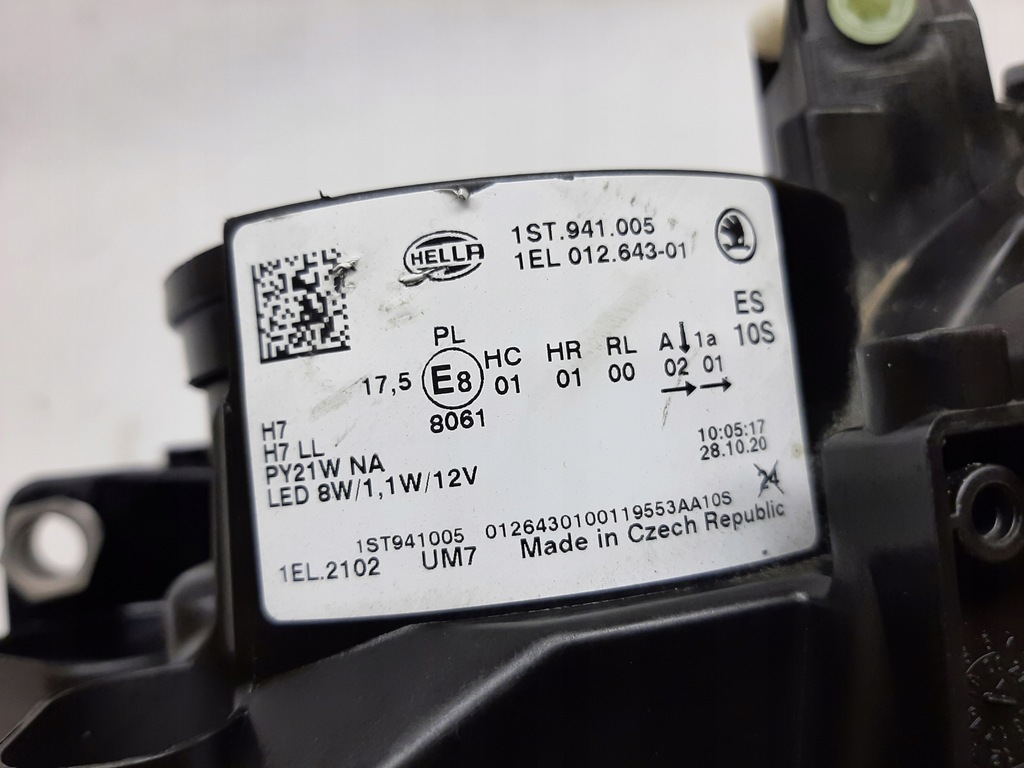 HELLA
1ST.941.005
1EL 012.643-01
ES
10S
PL
17,5 E8 HC HR RL A 1a
01 01 00 02 01
8061
H7
H7 LL
PY21W NA
LED 8W/1,1W/12V
10:05:17
28.10.20
24
1ST941005 0126430100119553AA10S
1EL.2102 UM7 Made in Czech Republic